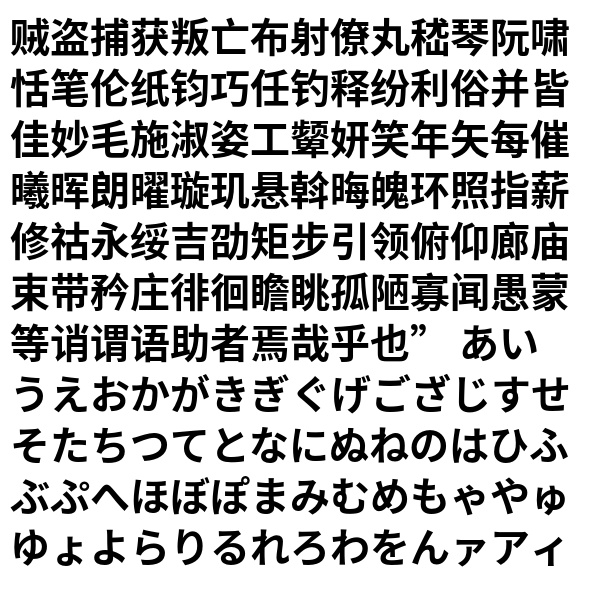 贼盗捕获叛亡布射僚丸嵇琴阮啸
恬笔伦纸钧巧任钓释纷利俗并皆
佳妙毛施淑姿工颦妍笑年矢每催
曦晖朗曜璇玑悬斡晦魄环照指薪
修祜永绥吉劭矩步引领俯仰廊庙
束带矜庄徘徊瞻眺孤陋寡闻愚蒙
等诮谓语助者焉哉乎也” あい
うえおかがきぎぐげござじすせ
そたちつてとなにぬねのはひふ
ぶぷへほぼぽまみむめもゃやゅ
ゆょよらりるれろわをんァアィ